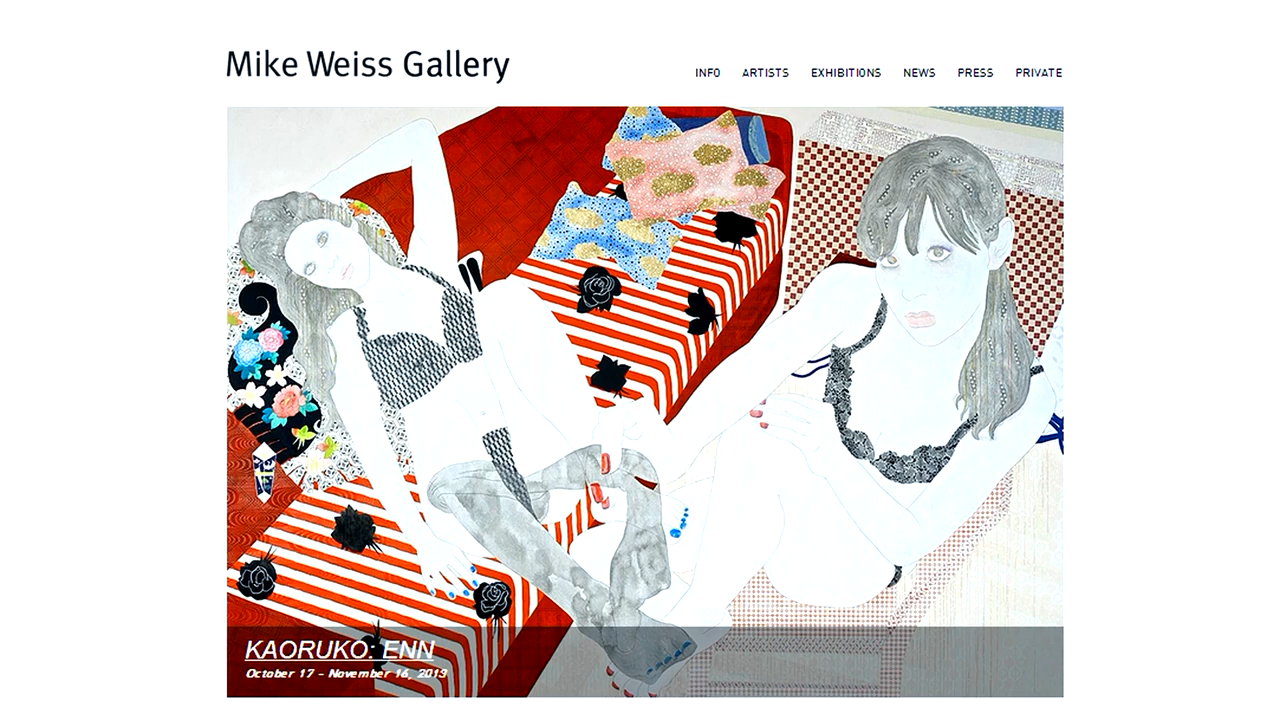 Mike Weiss Gallery
INFO ARTISTS EXHIBITIONS NEWS PRESS PRIVATE
KAORUKO: ENN
October 17 - November 16, 2013